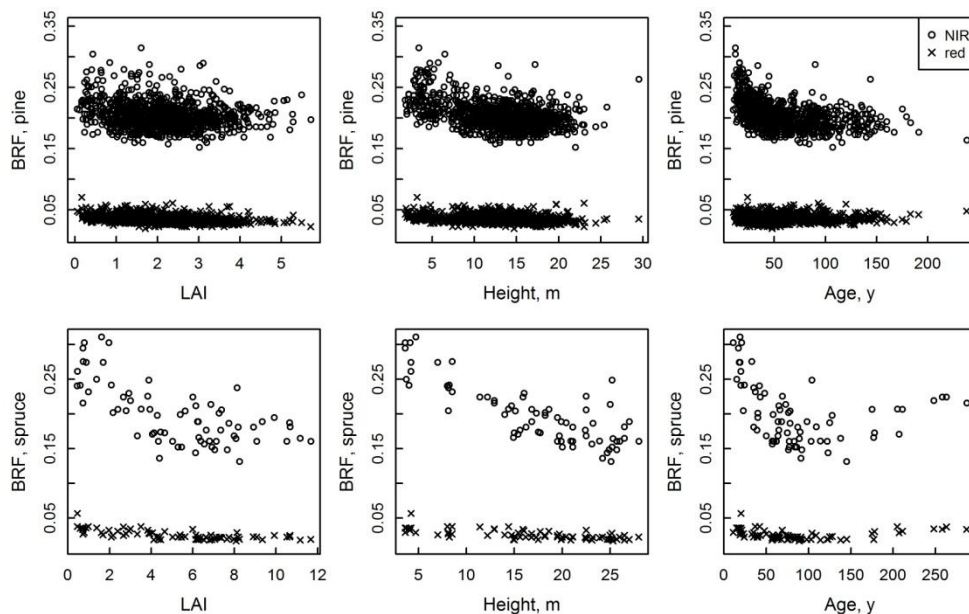 BRF, pine
0.05 0.15 0.25 0.35
0 1 2 3 4 5
LAI
BRF, pine
0.05 0.15 0.25 0.35
5 10 15 20 25 30
Height, m
BRF, pine
0.05 0.15 0.25 0.35
50 100 150 200
Age, y
NIR
red
BRF, spruce
0.05 0.15 0.25
0 2 4 6 8 10 12
LAI
BRF, spruce
0.05 0.15 0.25
5 10 15 20 25
Height, m
BRF, spruce
0.05 0.15 0.25
0 50 100 150 200 250
Age, y